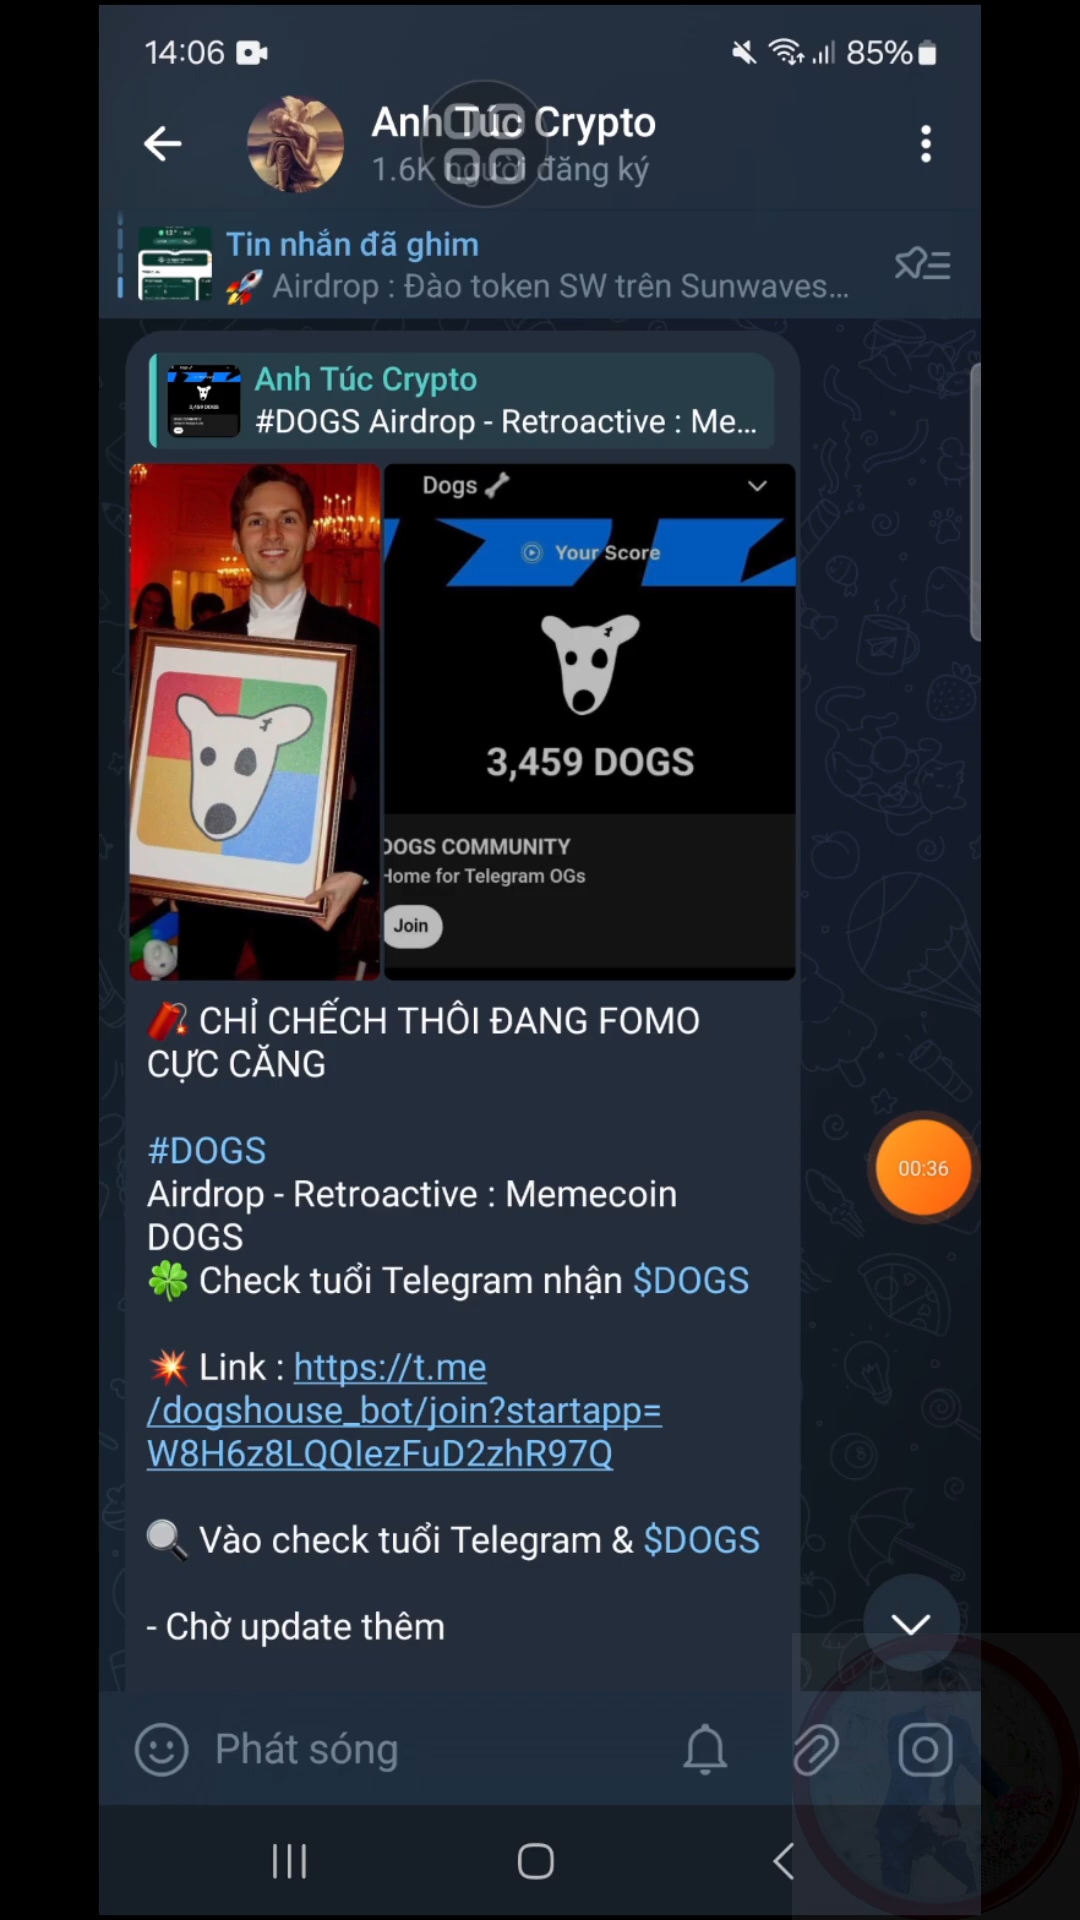 14:06
85%
Anh Túc Crypto
1.6K người đăng ký
Tin nhắn đã ghim
🚀 Airdrop : Đào token SW trên Sunwaves...
Anh Túc Crypto
#DOGS Airdrop - Retroactive : Me...
Dogs 🦴
Your Score
3,459 DOGS
DOGS COMMUNITY
Home for Telegram OGs
Join
🧨 CHỈ CHẾCH THÔI ĐANG FOMO
CỰC CĂNG
#DOGS
Airdrop - Retroactive : Memecoin
DOGS
🍀 Check tuổi Telegram nhận $DOGS
💥 Link : https://t.me
/dogshouse_bot/join?startapp=
W8H6z8LQQIezFuD2zhR97Q
00:36
🔍 Vào check tuổi Telegram & $DOGS
- Chờ update thêm
Phát sóng